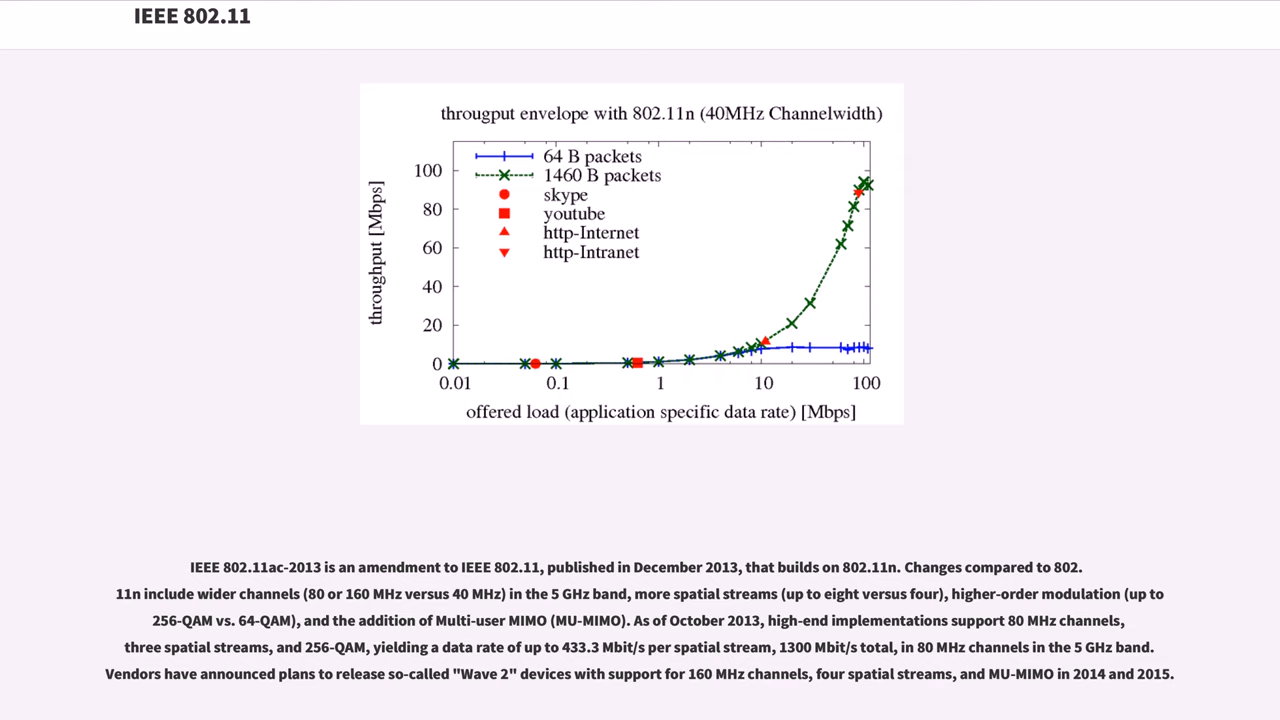 IEEE 802.11
througput envelope with 802.11n (40MHz Channelwidth)
64 B packets
1460 B packets
skype
youtube
http-Internet
http-Intranet
throughput [Mbps]
100
80
60
40
20
0
0.01 0.1 1 10 100
offered load (application specific data rate) [Mbps]
IEEE 802.11ac-2013 is an amendment to IEEE 802.11, published in December 2013, that builds on 802.11n. Changes compared to 802.
11n include wider channels (80 or 160 MHz versus 40 MHz) in the 5 GHz band, more spatial streams (up to eight versus four), higher-order modulation (up to
256-QAM vs. 64-QAM), and the addition of Multi-user MIMO (MU-MIMO). As of October 2013, high-end implementations support 80 MHz channels,
three spatial streams, and 256-QAM, yielding a data rate of up to 433.3 Mbit/s per spatial stream, 1300 Mbit/s total, in 80 MHz channels in the 5 GHz band.
Vendors have announced plans to release so-called "Wave 2" devices with support for 160 MHz channels, four spatial streams, and MU-MIMO in 2014 and 2015.